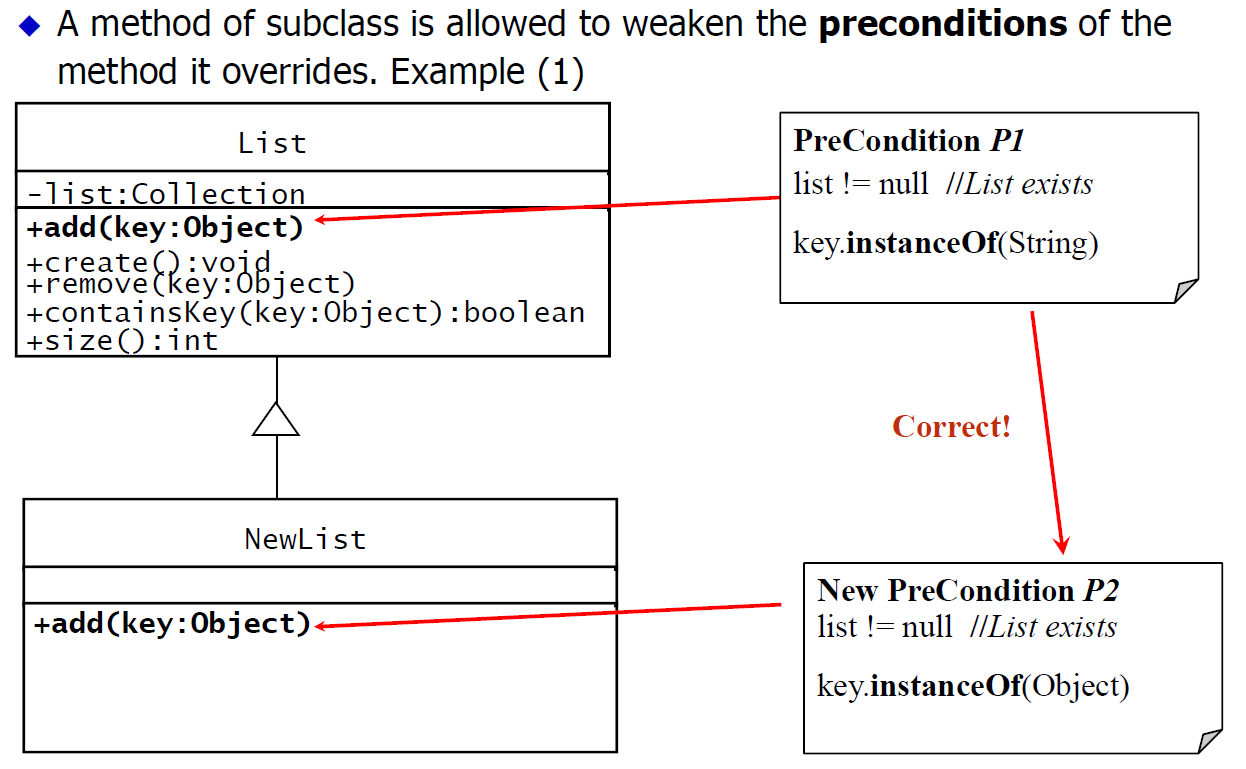 ◆ A method of subclass is allowed to weaken the preconditions of the
method it overrides. Example (1)
List
-list:Collection
+add(key:Object)
+create():void
+remove(key:Object)
+containsKey(key:Object):boolean
+size():int
PreCondition P1
list != null //List exists
key.instanceOf(String)
Correct!
NewList
+add(key:Object)
New PreCondition P2
list != null //List exists
key.instanceOf(Object)